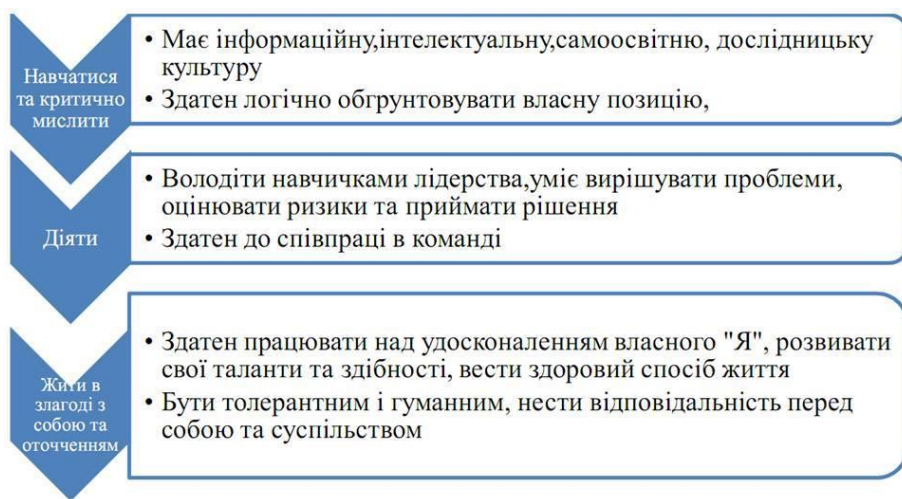 Навчатися
та критично
мислити
• Має інформаційну,інтелектуальну,самоосвітню, дослідницьку
культуру
• Здатен логічно обгрунтовувати власну позицію,
Діяти
• Володіти навчичками лідерства,уміє вирішувати проблеми,
оцінювати ризики та приймати рішення
• Здатен до співпраці в команді
Жити в
злагоді з
собою та
оточченням
• Здатен працювати над удосконаленням власного "Я", розвивати
свої таланти та здібності, вести здоровий спосіб життя
• Бути толерантним і гуманним, нести відповідальність перед
собою та суспільством